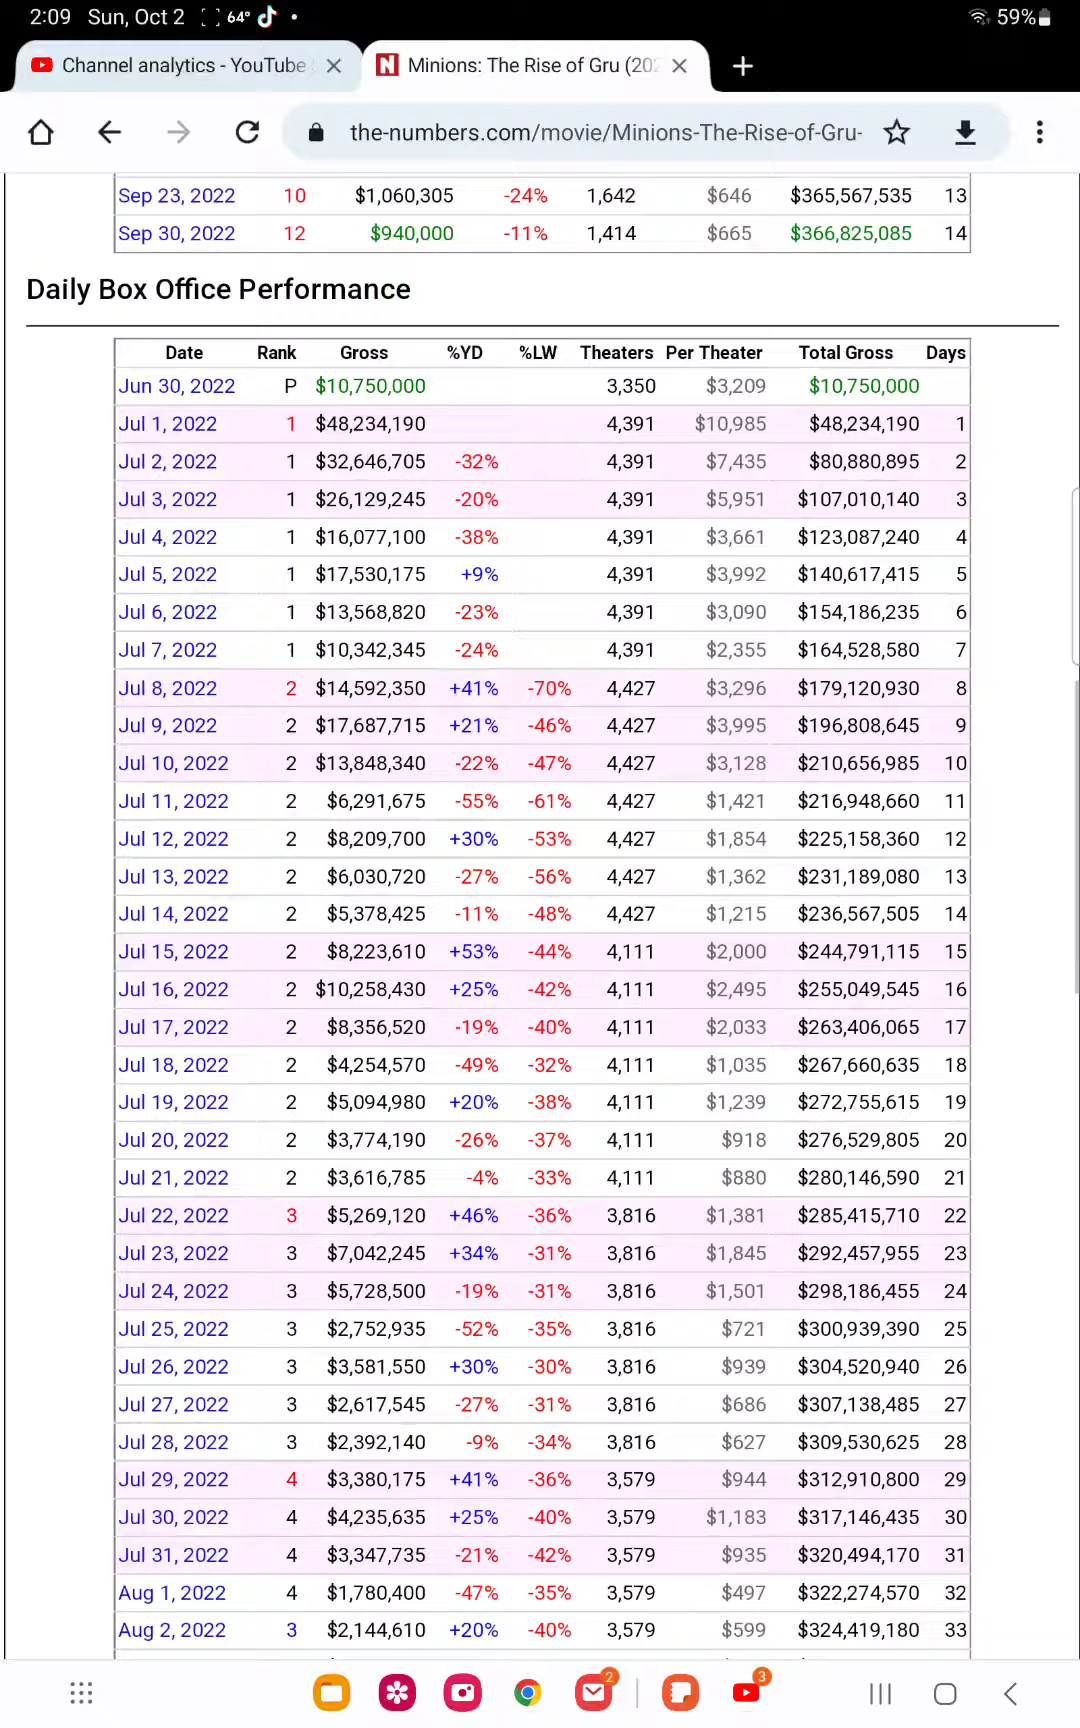 2:09 Sun, Oct 2 64° 59%
Channel analytics - YouTube
Minions: The Rise of Gru (202
the-numbers.com/movie/Minions-The-Rise-of-Gru-
Sep 23, 2022 10 $1,060,305 -24% 1,642 $646 $365,567,535 13
Sep 30, 2022 12 $940,000 -11% 1,414 $665 $366,825,085 14
Daily Box Office Performance
Date Rank Gross %YD %LW Theaters Per Theater Total Gross Days
Jun 30, 2022 P $10,750,000 3,350 $3,209 $10,750,000
Jul 1, 2022 1 $48,234,190 4,391 $10,985 $48,234,190 1
Jul 2, 2022 1 $32,646,705 -32% 4,391 $7,435 $80,880,895 2
Jul 3, 2022 1 $26,129,245 -20% 4,391 $5,951 $107,010,140 3
Jul 4, 2022 1 $16,077,100 -38% 4,391 $3,661 $123,087,240 4
Jul 5, 2022 1 $17,530,175 +9% 4,391 $3,992 $140,617,415 5
Jul 6, 2022 1 $13,568,820 -23% 4,391 $3,090 $154,186,235 6
Jul 7, 2022 1 $10,342,345 -24% 4,391 $2,355 $164,528,580 7
Jul 8, 2022 2 $14,592,350 +41% -70% 4,427 $3,296 $179,120,930 8
Jul 9, 2022 2 $17,687,715 +21% -46% 4,427 $3,995 $196,808,645 9
Jul 10, 2022 2 $13,848,340 -22% -47% 4,427 $3,128 $210,656,985 10
Jul 11, 2022 2 $6,291,675 -55% -61% 4,427 $1,421 $216,948,660 11
Jul 12, 2022 2 $8,209,700 +30% -53% 4,427 $1,854 $225,158,360 12
Jul 13, 2022 2 $6,030,720 -27% -56% 4,427 $1,362 $231,189,080 13
Jul 14, 2022 2 $5,378,425 -11% -48% 4,427 $1,215 $236,567,505 14
Jul 15, 2022 2 $8,223,610 +53% -44% 4,111 $2,000 $244,791,115 15
Jul 16, 2022 2 $10,258,430 +25% -42% 4,111 $2,495 $255,049,545 16
Jul 17, 2022 2 $8,356,520 -19% -40% 4,111 $2,033 $263,406,065 17
Jul 18, 2022 2 $4,254,570 -49% -32% 4,111 $1,035 $267,660,635 18
Jul 19, 2022 2 $5,094,980 +20% -38% 4,111 $1,239 $272,755,615 19
Jul 20, 2022 2 $3,774,190 -26% -37% 4,111 $918 $276,529,805 20
Jul 21, 2022 2 $3,616,785 -4% -33% 4,111 $880 $280,146,590 21
Jul 22, 2022 3 $5,269,120 +46% -36% 3,816 $1,381 $285,415,710 22
Jul 23, 2022 3 $7,042,245 +34% -31% 3,816 $1,845 $292,457,955 23
Jul 24, 2022 3 $5,728,500 -19% -31% 3,816 $1,501 $298,186,455 24
Jul 25, 2022 3 $2,752,935 -52% -35% 3,816 $721 $300,939,390 25
Jul 26, 2022 3 $3,581,550 +30% -30% 3,816 $939 $304,520,940 26
Jul 27, 2022 3 $2,617,545 -27% -31% 3,816 $686 $307,138,485 27
Jul 28, 2022 3 $2,392,140 -9% -34% 3,816 $627 $309,530,625 28
Jul 29, 2022 4 $3,380,175 +41% -36% 3,579 $944 $312,910,800 29
Jul 30, 2022 4 $4,235,635 +25% -40% 3,579 $1,183 $317,146,435 30
Jul 31, 2022 4 $3,347,735 -21% -42% 3,579 $935 $320,494,170 31
Aug 1, 2022 4 $1,780,400 -47% -35% 3,579 $497 $322,274,570 32
Aug 2, 2022 3 $2,144,610 +20% -40% 3,579 $599 $324,419,180 33
2 3